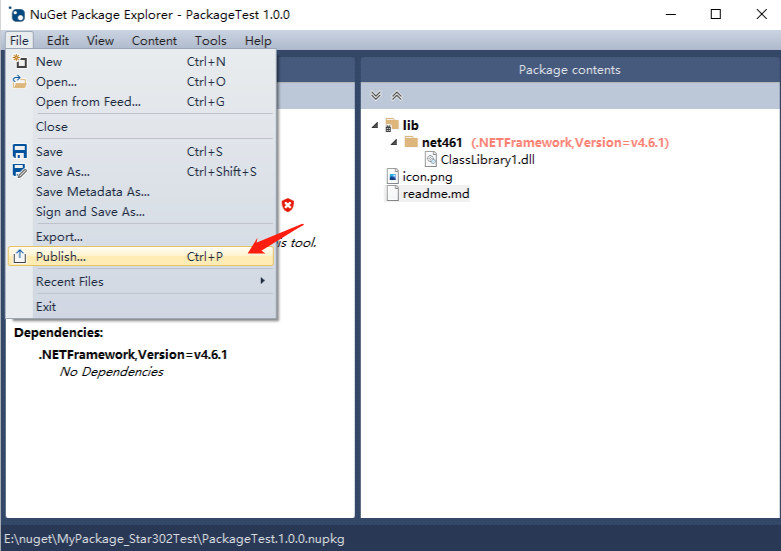 NuGet Package Explorer - PackageTest 1.0.0
File Edit View Content Tools Help
New Ctrl+N
Open... Ctrl+O
Open from Feed... Ctrl+G
Close
Save Ctrl+S
Save As... Ctrl+Shift+S
Save Metadata As...
Sign and Save As...
Export...
Publish... Ctrl+P
Recent Files
Exit
is tool.
Dependencies:
.NETFramework,Version=v4.6.1
No Dependencies
Package contents
lib
net461 (.NETFramework,Version=v4.6.1)
ClassLibrary1.dll
icon.png
readme.md
E:\nuget\MyPackage_Star302Test\PackageTest.1.0.0.nupkg